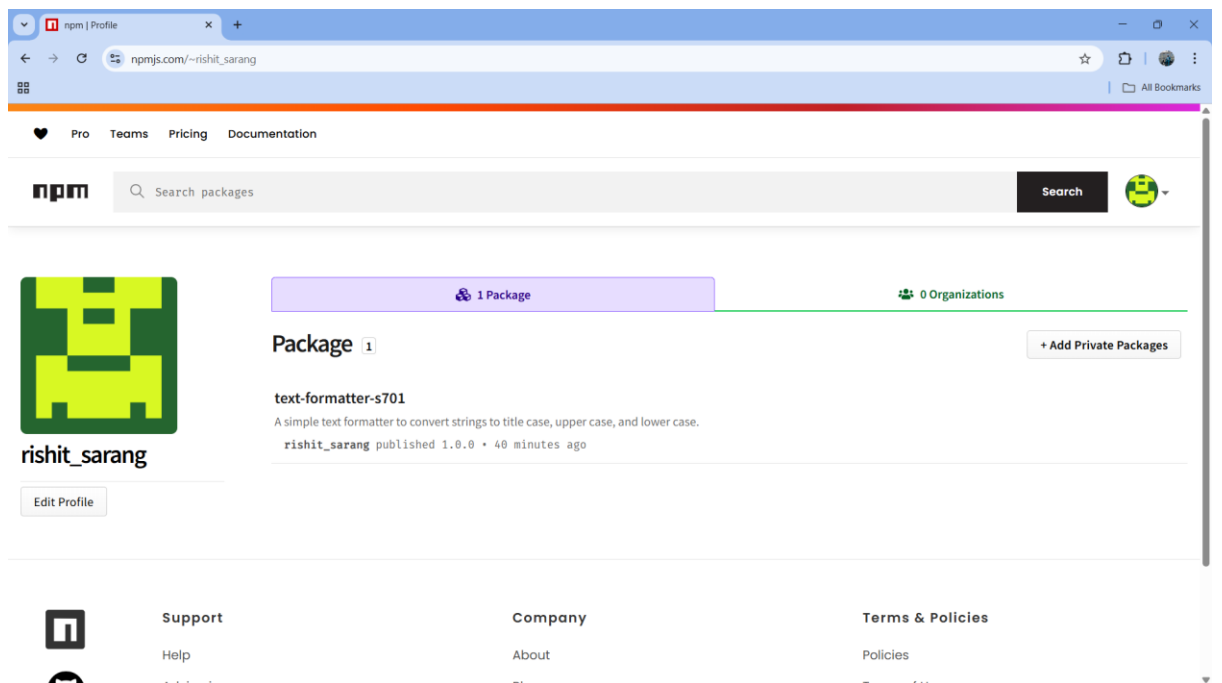 npm | Profile
npmjs.com/~rishit_sarang
All Bookmarks
Pro Teams Pricing Documentation
npm Search packages Search
1 Package 0 Organizations
Package 1
+ Add Private Packages
text-formatter-s701
A simple text formatter to convert strings to title case, upper case, and lower case.
rishit_sarang published 1.0.0 • 40 minutes ago
rishit_sarang
Edit Profile
Support Company Terms & Policies
Help About Policies